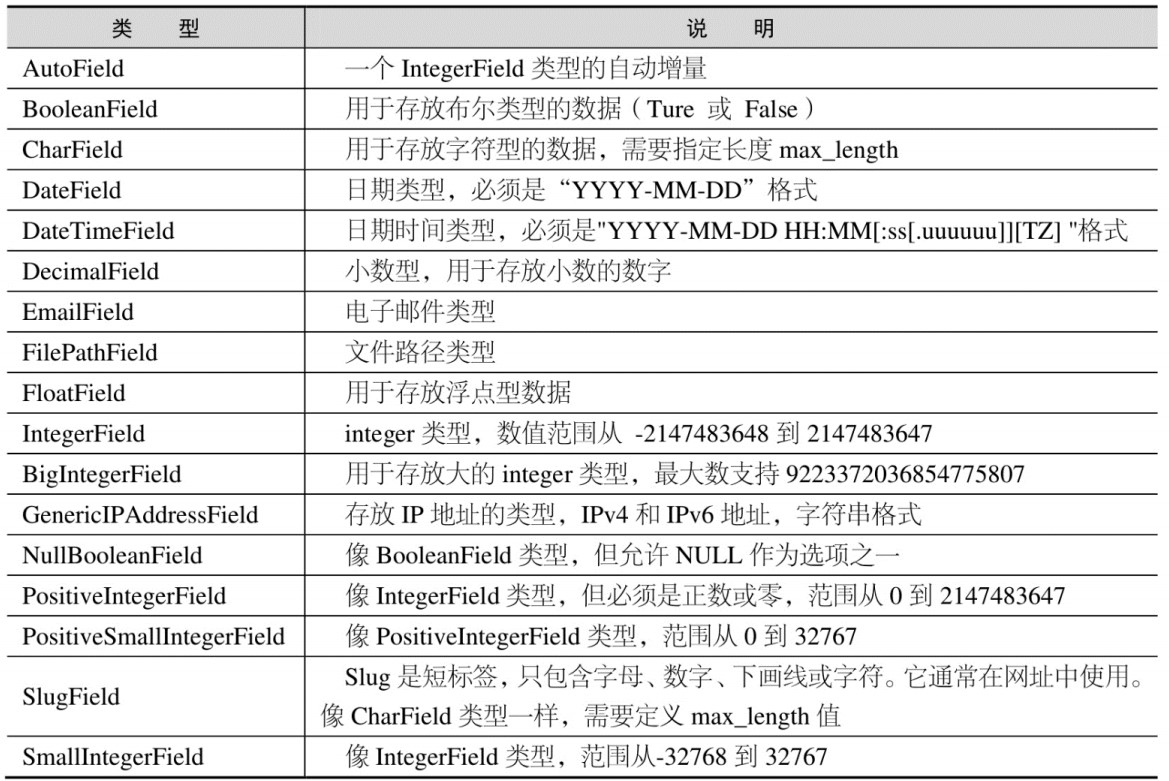 类 型 说 明
AutoField 一个 IntegerField 类型的自动增量
BooleanField 用于存放布尔类型的数据（Ture 或 False）
CharField 用于存放字符型的数据，需要指定长度 max_length
DateField 日期类型，必须是“YYYY-MM-DD”格式
DateTimeField 日期时间类型，必须是"YYYY-MM-DD HH:MM[:ss[.uuuuuu]][TZ] "格式
DecimalField 小数型，用于存放小数的数字
EmailField 电子邮件类型
FilePathField 文件路径类型
FloatField 用于存放浮点型数据
IntegerField integer 类型，数值范围从 -2147483648 到 2147483647
BigIntegerField 用于存放大的 integer 类型，最大数支持 9223372036854775807
GenericIPAddressField 存放 IP 地址的类型，IPv4 和 IPv6 地址，字符串格式
NullBooleanField 像 BooleanField 类型，但允许 NULL 作为选项之一
PositiveIntegerField 像 IntegerField 类型，但必须是正数或零，范围从 0 到 2147483647
PositiveSmallIntegerField 像 PositiveIntegerField 类型，范围从 0 到 32767
SlugField Slug 是短标签，只包含字母、数字、下画线或字符。它通常在网址中使用。
像 CharField 类型一样，需要定义 max_length 值
SmallIntegerField 像 IntegerField 类型，范围从-32768 到 32767